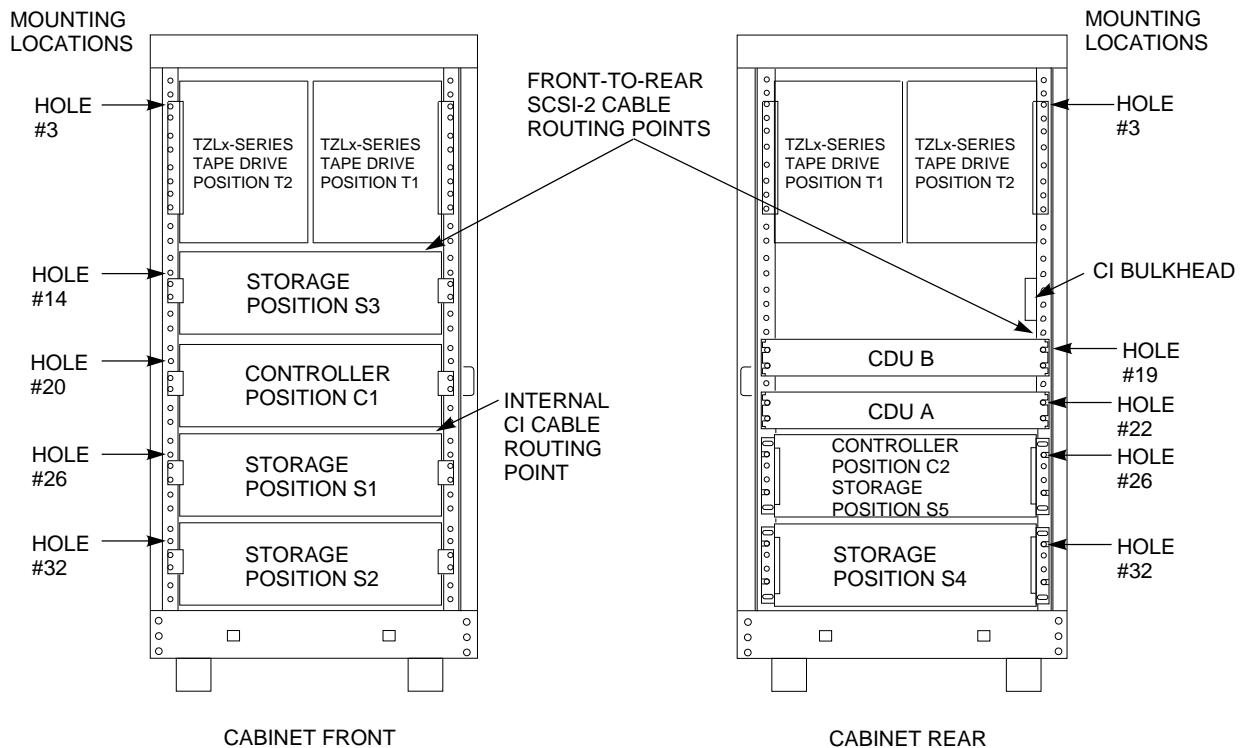 MOUNTING
LOCATIONS
MOUNTING
LOCATIONS
FRONT-TO-REAR
SCSI-2 CABLE
ROUTING POINTS
HOLE
#3
TZLx-SERIES
TAPE DRIVE
POSITION T2
TZLx-SERIES
TAPE DRIVE
POSITION T1
TZLx-SERIES
TAPE DRIVE
POSITION T1
TZLx-SERIES
TAPE DRIVE
POSITION T2
HOLE
#3
HOLE
#14
STORAGE
POSITION S3
CI BULKHEAD
HOLE
#20
CONTROLLER
POSITION C1
CDU B
HOLE
#19
INTERNAL
CI CABLE
ROUTING
POINT
CDU A
HOLE
#22
HOLE
#26
STORAGE
POSITION S1
CONTROLLER
POSITION C2
STORAGE
POSITION S5
HOLE
#26
HOLE
#32
STORAGE
POSITION S2
STORAGE
POSITION S4
HOLE
#32
CABINET FRONT
CABINET REAR